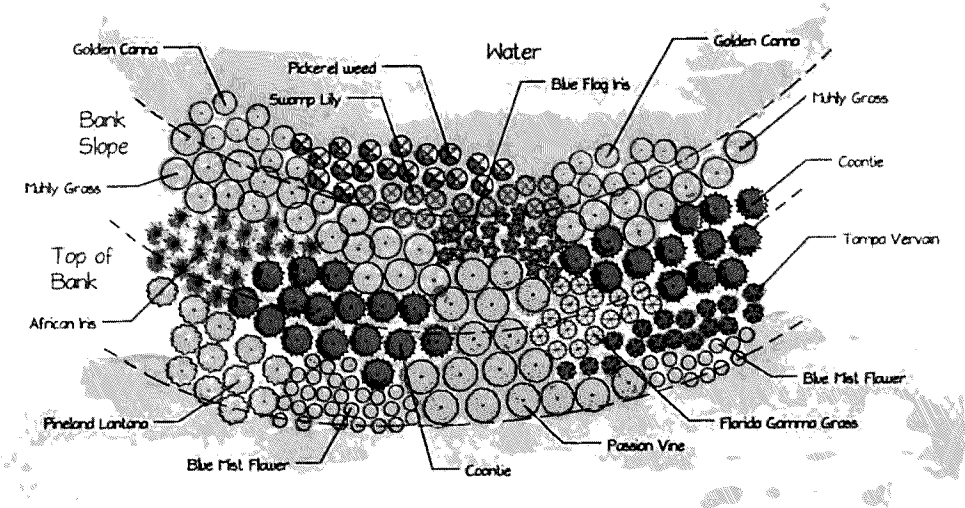 Golden Canna
Water
Golden Canna
Pickerel weed
Blue Flag Iris
Swamp Lily
Muhly Grass
Bank
Slope
Coontie
Muhly Grass
Tampa Vervain
Top of
Bank
African Iris
Blue Mist Flower
Pineland Lantana
Florida Gamma Grass
Passion Vine
Blue Mist Flower
Coontie